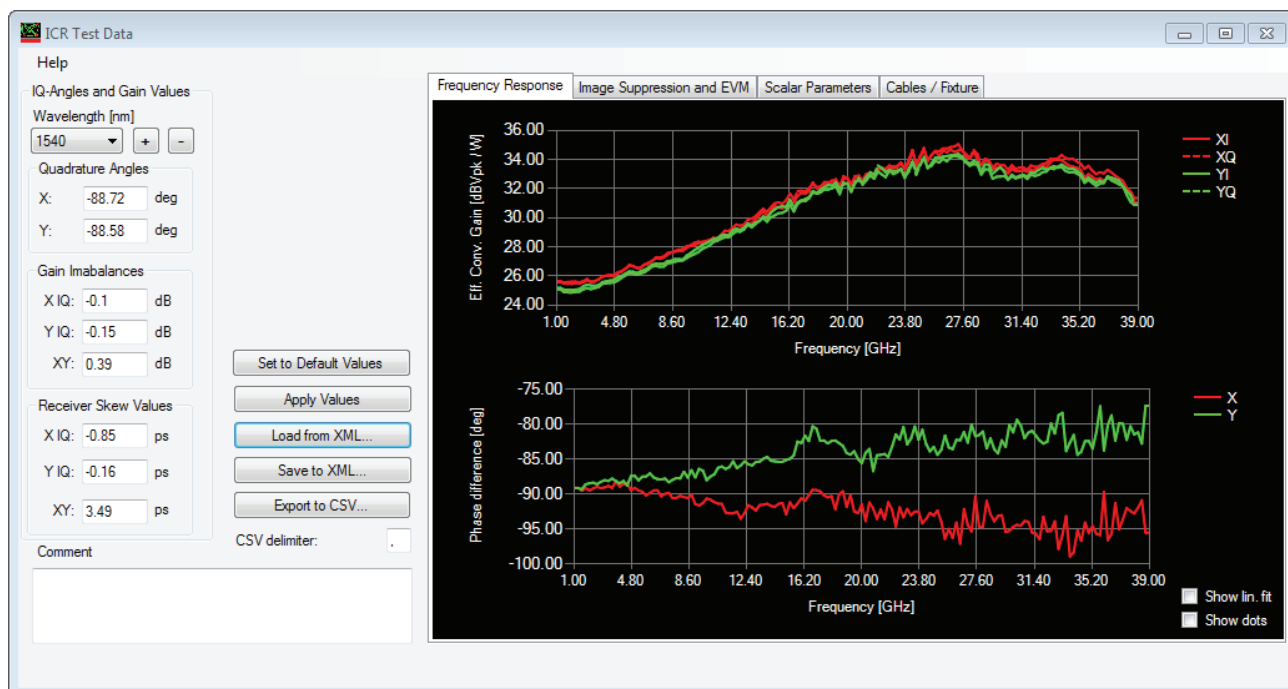 ICR Test Data
Help
IQ-Angles and Gain Values
Wavelength [nm]
1540 + -
Quadrature Angles
X: -88.72 deg
Y: -88.58 deg
Gain Imabalances
X IQ: -0.1 dB
Y IQ: -0.15 dB
XY: 0.39 dB
Receiver Skew Values
X IQ: -0.85 ps
Y IQ: -0.16 ps
XY: 3.49 ps
Comment
Set to Default Values
Apply Values
Load from XML...
Save to XML...
Export to CSV...
CSV delimiter: .
Frequency Response Image Suppression and EVM Scalar Parameters Cables / Fixture
Eff. Conv. Gain [dBVpk / W]
36.00
34.00
32.00
30.00
28.00
26.00
24.00
1.00 4.80 8.60 12.40 16.20 20.00 23.80 27.60 31.40 35.20 39.00
Frequency [GHz]
XI
XQ
YI
YQ
Phase difference [deg]
-75.00
-80.00
-85.00
-90.00
-95.00
-100.00
1.00 4.80 8.60 12.40 16.20 20.00 23.80 27.60 31.40 35.20 39.00
Frequency [GHz]
X
Y
Show lin. fit
Show dots